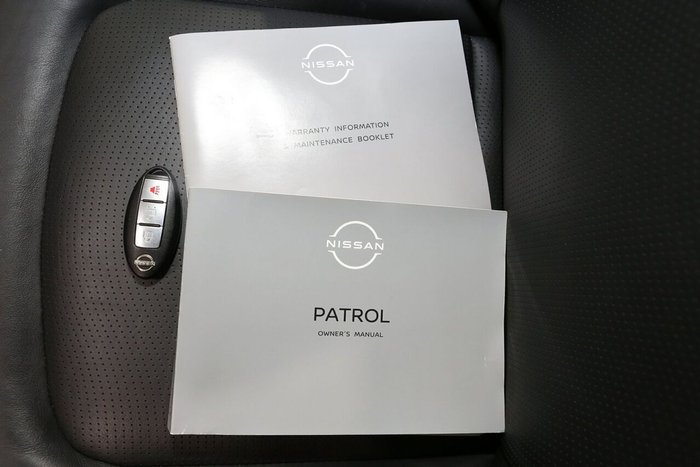 NISSAN
WARRANTY INFORMATION
& MAINTENANCE BOOKLET
NISSAN
PATROL
OWNER'S MANUAL